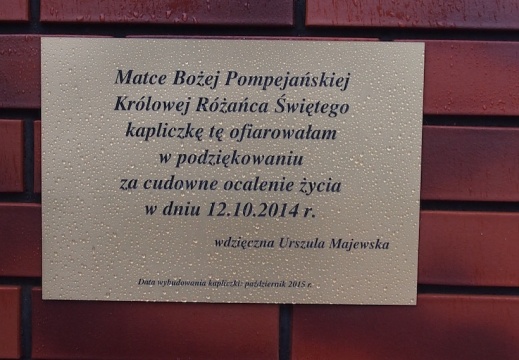 Matce Bożej Pompejańskiej
Królowej Różańca Świętego
kapliczkę tę ofiarowałam
w podziękowaniu
za cudowne ocalenie życia
w dniu 12.10.2014 r.
wdzięczna Urszula Majewska
Data wybudowania kapliczki: październik 2015 r.